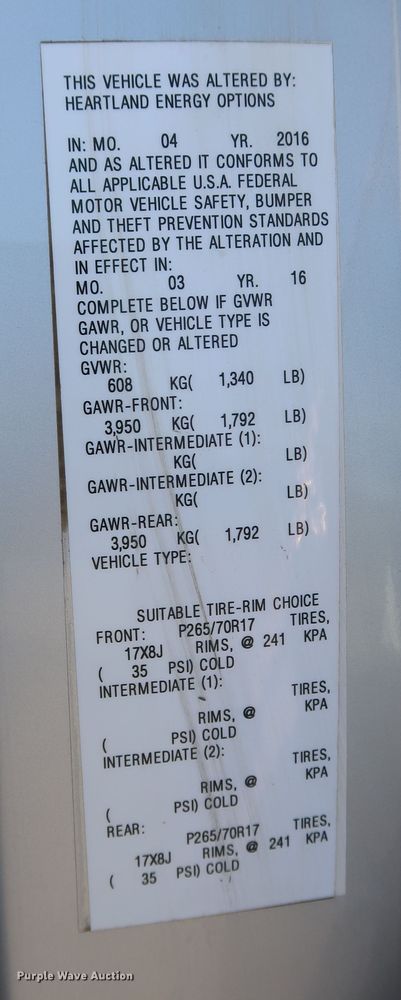 THIS VEHICLE WAS ALTERED BY:
HEARTLAND ENERGY OPTIONS
IN: MO. 04 YR. 2016
AND AS ALTERED IT CONFORMS TO
ALL APPLICABLE U.S.A. FEDERAL
MOTOR VEHICLE SAFETY, BUMPER
AND THEFT PREVENTION STANDARDS
AFFECTED BY THE ALTERATION AND
IN EFFECT IN:
MO. 03 YR. 16
COMPLETE BELOW IF GVWR
GAWR, OR VEHICLE TYPE IS
CHANGED OR ALTERED
GVWR:
608 KG( 1,340 LB)
GAWR-FRONT:
3,950 KG( 1,792 LB)
GAWR-INTERMEDIATE (1):
KG( LB)
GAWR-INTERMEDIATE (2):
KG( LB)
GAWR-REAR:
3,950 KG( 1,792 LB)
VEHICLE TYPE:
SUITABLE TIRE-RIM CHOICE
FRONT: P265/70R17 TIRES,
17X8J RIMS, @ 241 KPA
( 35 PSI) COLD
INTERMEDIATE (1): TIRES,
RIMS, @ KPA
( PSI) COLD
INTERMEDIATE (2): TIRES,
RIMS, @ KPA
( PSI) COLD
REAR: P265/70R17 TIRES,
17X8J RIMS, @ 241 KPA
( 35 PSI) COLD
Purple Wave Auction